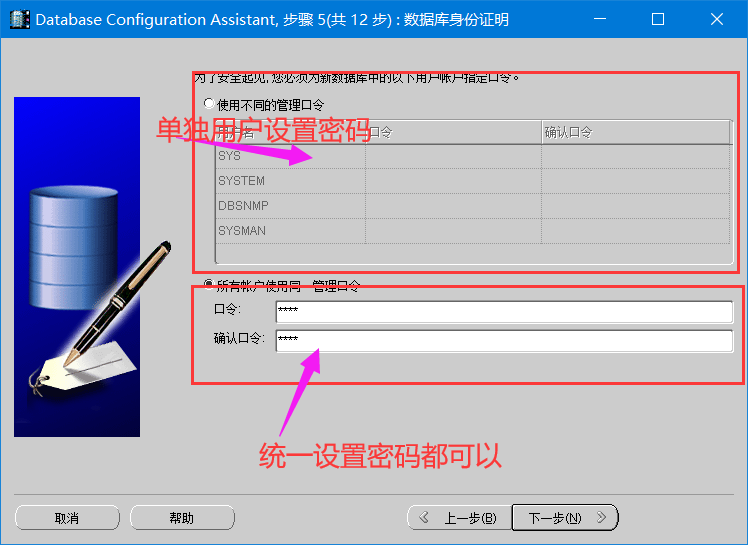 Database Configuration Assistant, 步骤 5(共 12 步) : 数据库身份证明
为了安全起见, 您必须为新数据库中的以下用户帐户指定口令。
使用不同的管理口令
单独用户设置密码
用户名 口令 确认口令
SYS
SYSTEM
DBSNMP
SYSMAN
所有帐户使用同一管理口令
口令: ****
确认口令: ****
统一设置密码都可以
取消 帮助 上一步(B) 下一步(N)